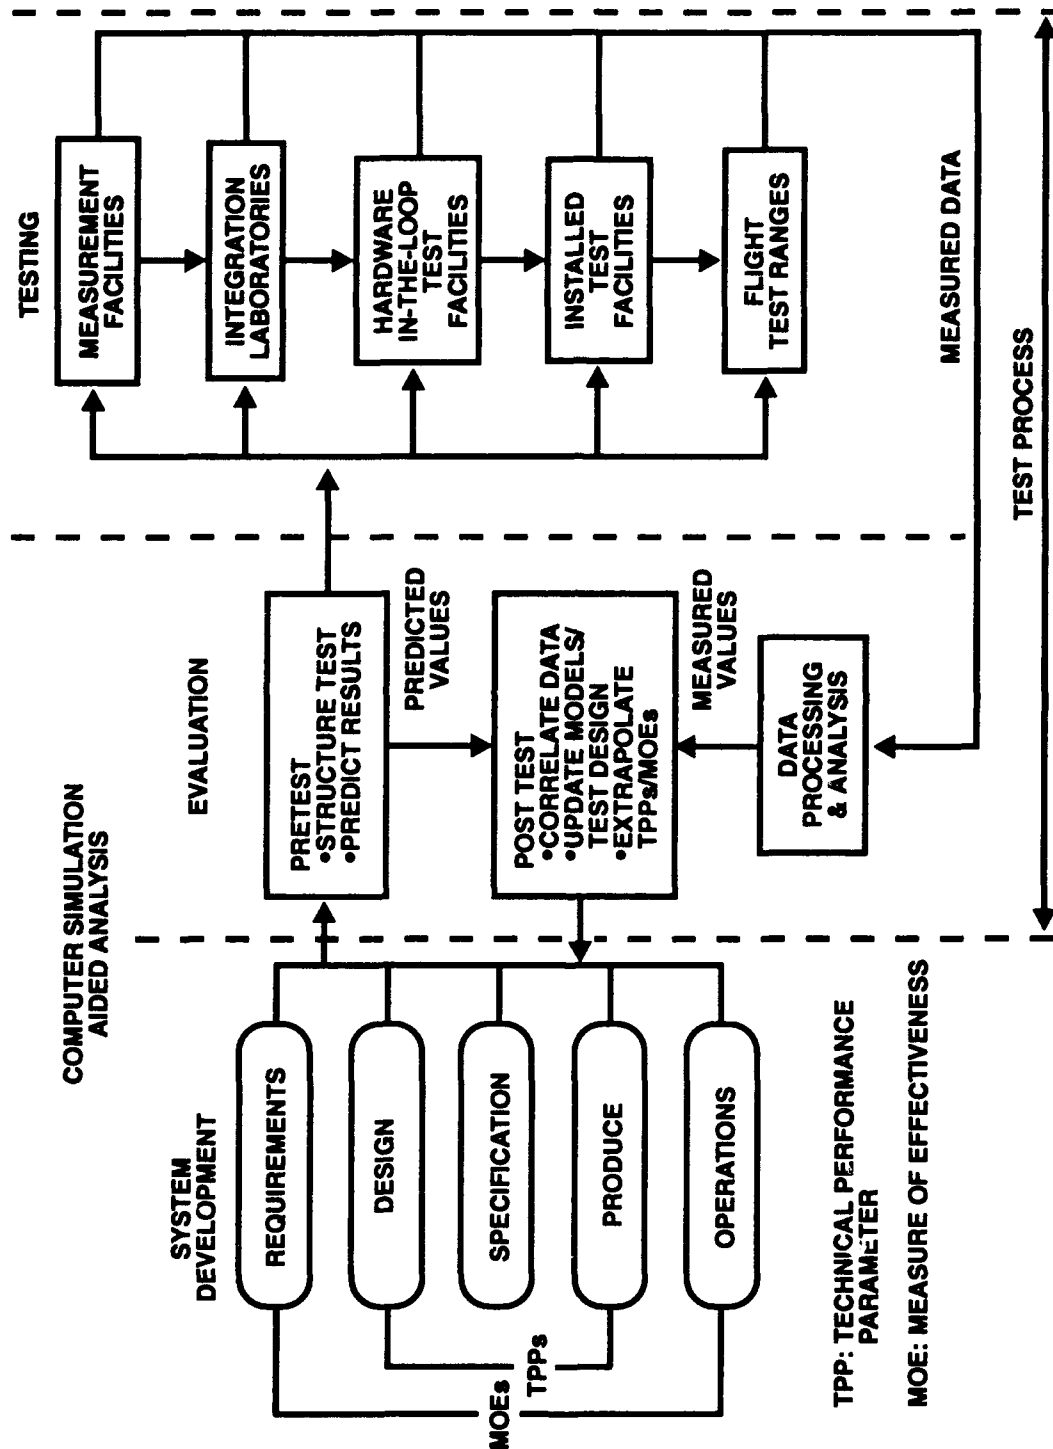 COMPUTER SIMULATION
AIDED ANALYSIS
SYSTEM
DEVELOPMENT
EVALUATION
TESTING
REQUIREMENTS
DESIGN
SPECIFICATION
PRODUCE
OPERATIONS
MOEs
TPPs
PRETEST
•STRUCTURE TEST
•PREDICT RESULTS
PREDICTED
VALUES
POST TEST
•CORRELATE DATA
•UPDATE MODELS/
TEST DESIGN
•EXTRAPOLATE
TPPs/MOEs
MEASURED
VALUES
DATA
PROCESSING
& ANALYSIS
MEASUREMENT
FACILITIES
INTEGRATION
LABORATORIES
HARDWARE
IN-THE-LOOP
TEST
FACILITIES
INSTALLED
TEST
FACILITIES
FLIGHT
TEST RANGES
MEASURED DATA
TEST PROCESS
TPP: TECHNICAL PERFORMANCE
PARAMETER
MOE: MEASURE OF EFFECTIVENESS